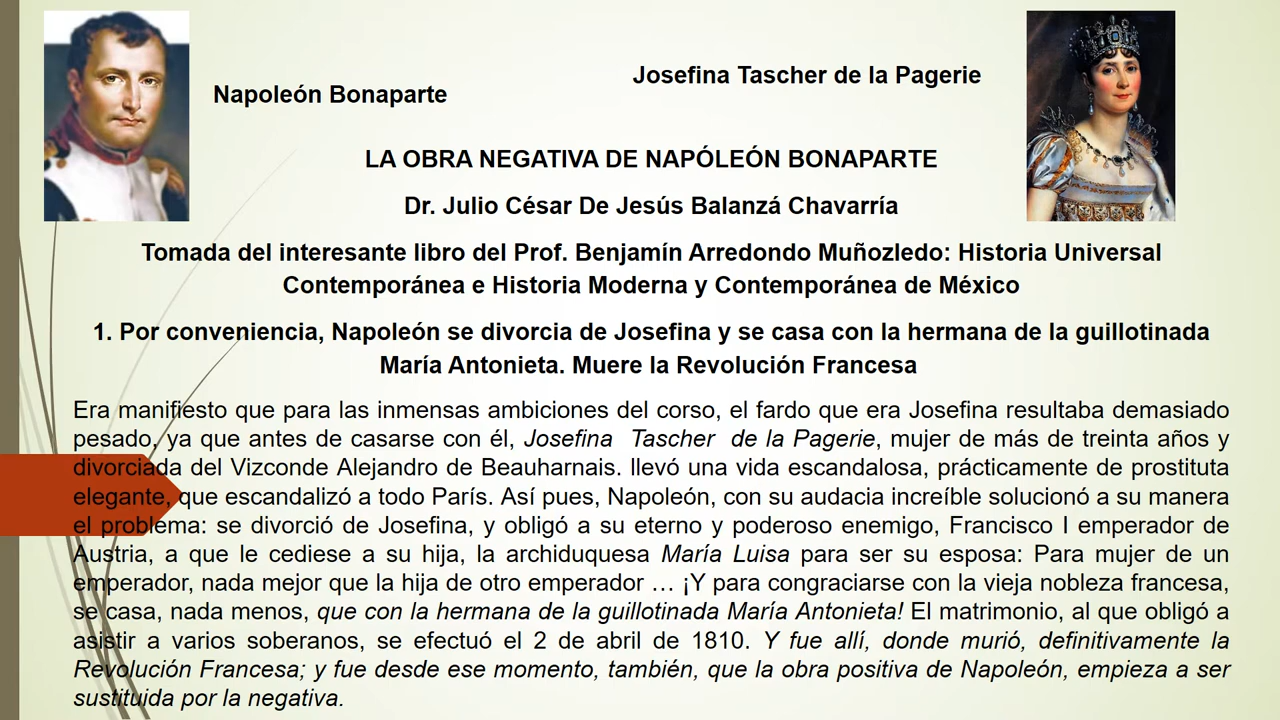 Napoleón Bonaparte
Josefina Tascher de la Pagerie
LA OBRA NEGATIVA DE NAPÓLEÓN BONAPARTE
Dr. Julio César De Jesús Balanzá Chavarría
Tomada del interesante libro del Prof. Benjamín Arredondo Muñozledo: Historia Universal
Contemporánea e Historia Moderna y Contemporánea de México
1. Por conveniencia, Napoleón se divorcia de Josefina y se casa con la hermana de la guillotinada
María Antonieta. Muere la Revolución Francesa
Era manifiesto que para las inmensas ambiciones del corso, el fardo que era Josefina resultaba demasiado
pesado, ya que antes de casarse con él, Josefina Tascher de la Pagerie, mujer de más de treinta años y
divorciada del Vizconde Alejandro de Beauharnais. llevó una vida escandalosa, prácticamente de prostituta
elegante, que escandalizó a todo París. Así pues, Napoleón, con su audacia increíble solucionó a su manera
el problema: se divorció de Josefina, y obligó a su eterno y poderoso enemigo, Francisco I emperador de
Austria, a que le cediese a su hija, la archiduquesa María Luisa para ser su esposa: Para mujer de un
emperador, nada mejor que la hija de otro emperador … ¡Y para congraciarse con la vieja nobleza francesa,
se casa, nada menos, que con la hermana de la guillotinada María Antonieta! El matrimonio, al que obligó a
asistir a varios soberanos, se efectuó el 2 de abril de 1810. Y fue allí, donde murió, definitivamente la
Revolución Francesa; y fue desde ese momento, también, que la obra positiva de Napoleón, empieza a ser
sustituida por la negativa.